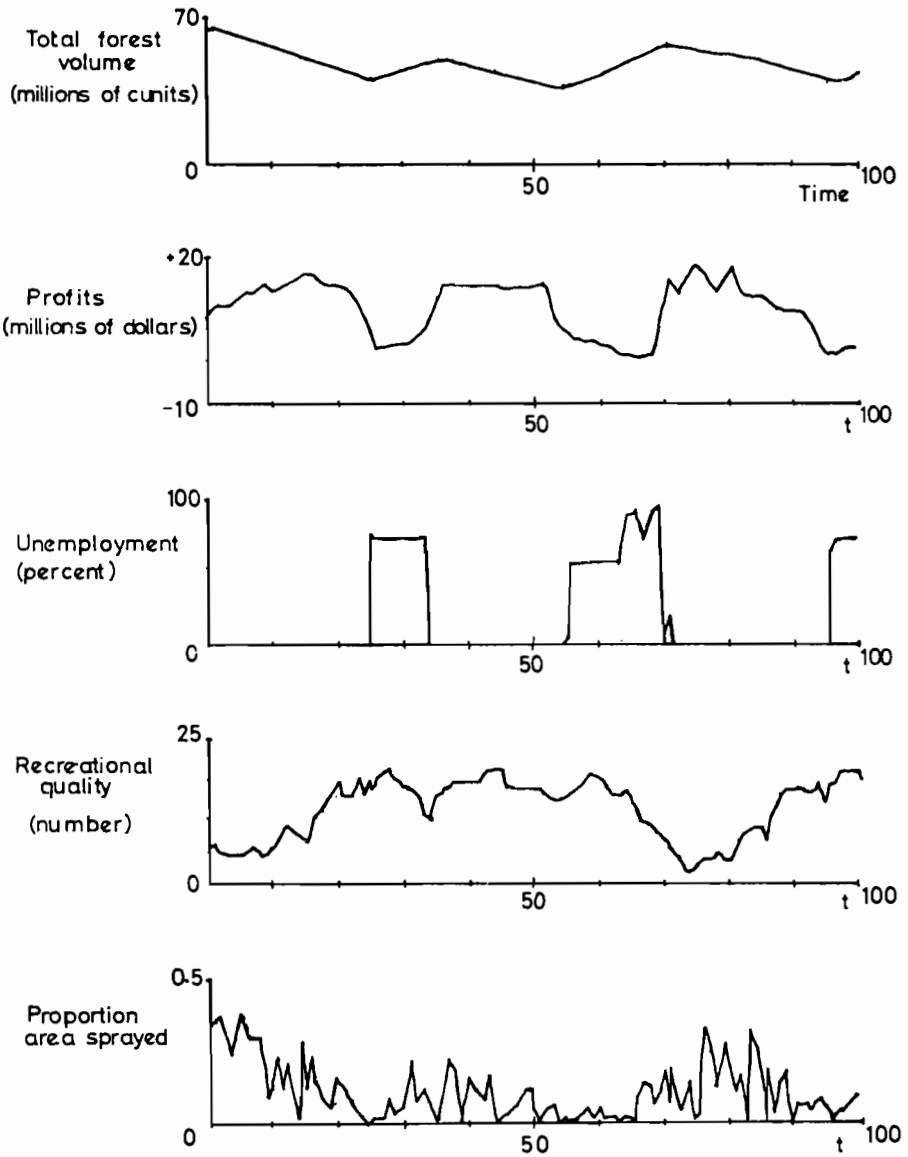 70
Total forest
volume
(millions of cunits)
0
50
100
Time
+20
Profits
(millions of dollars)
-10
50
t 100
100
Unemployment
(percent)
0
50
t 100
25
Recreational
quality
(number)
0
50
t 100
0.5
Proportion
area sprayed
0
50
t 100